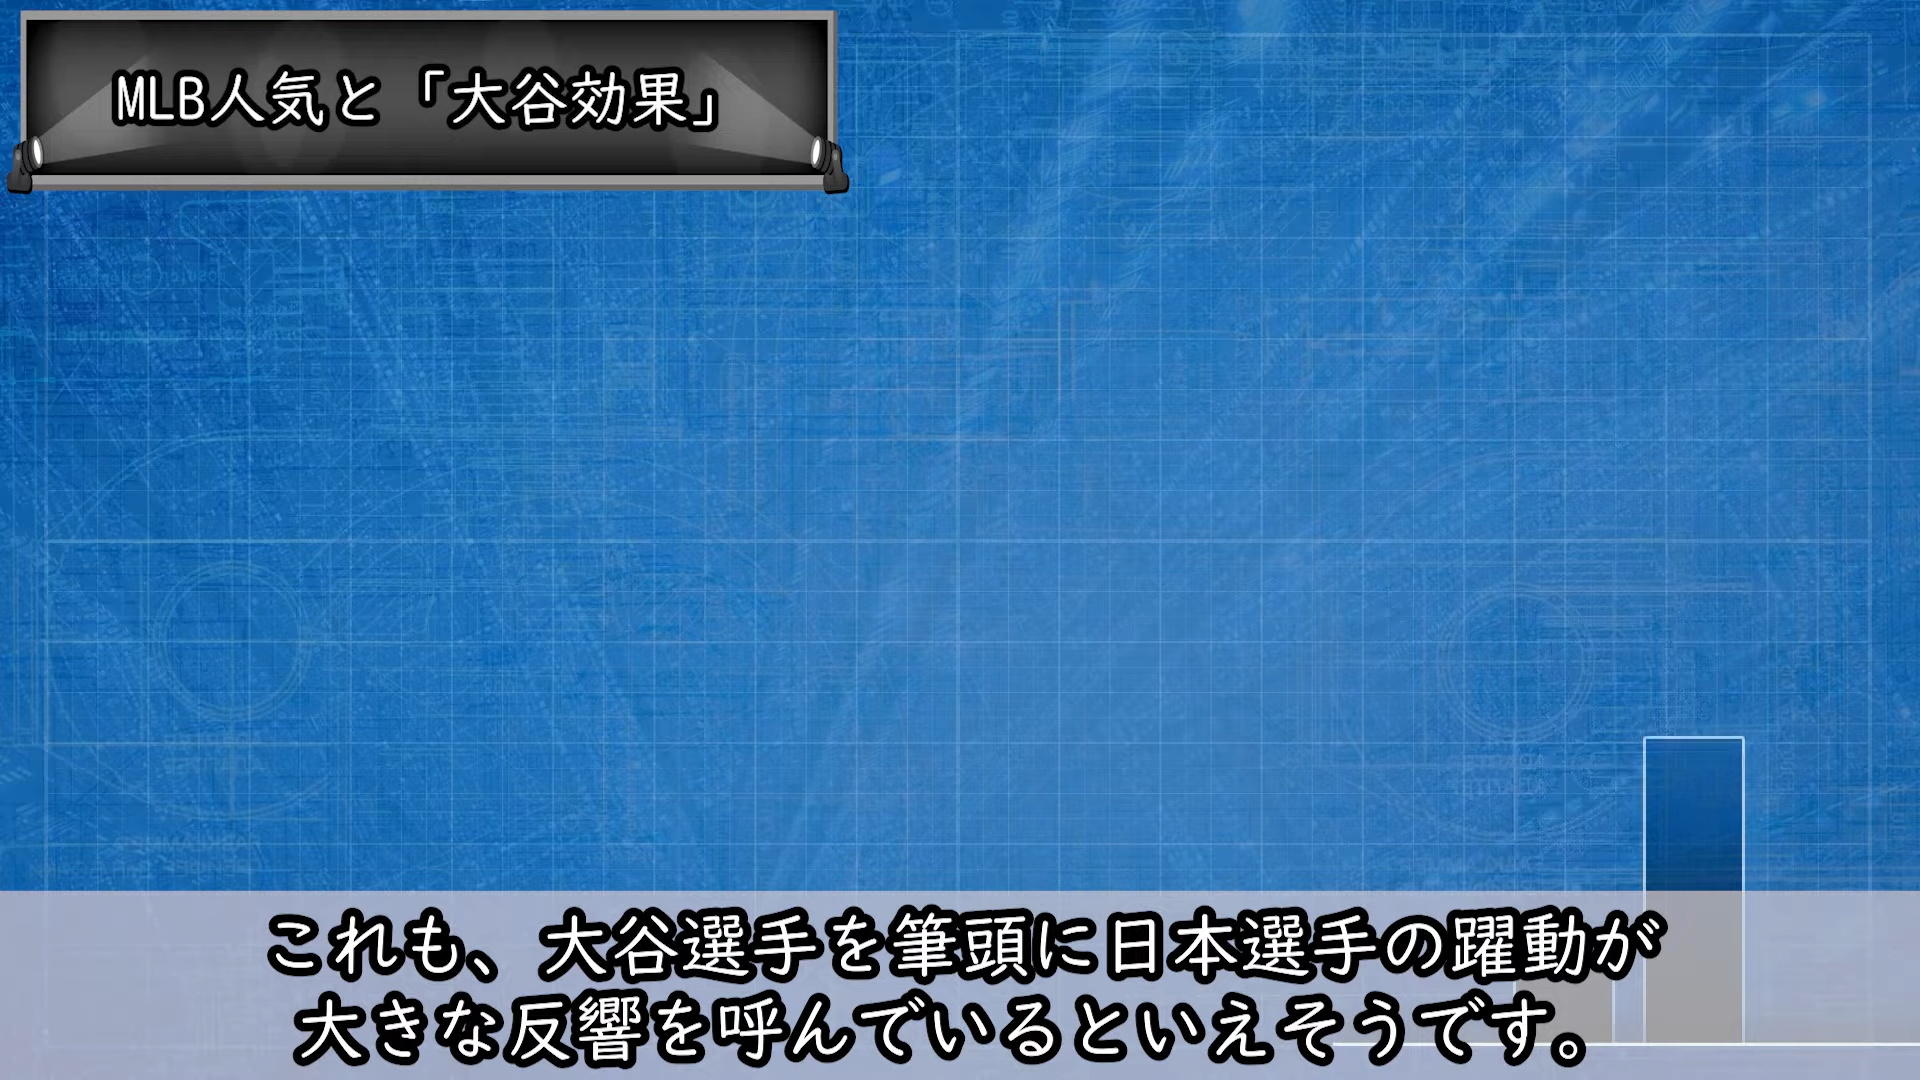 MLB人気と「大谷効果」
これも、大谷選手を筆頭に日本選手の躍動が
大きな反響を呼んでいるといえそうです。